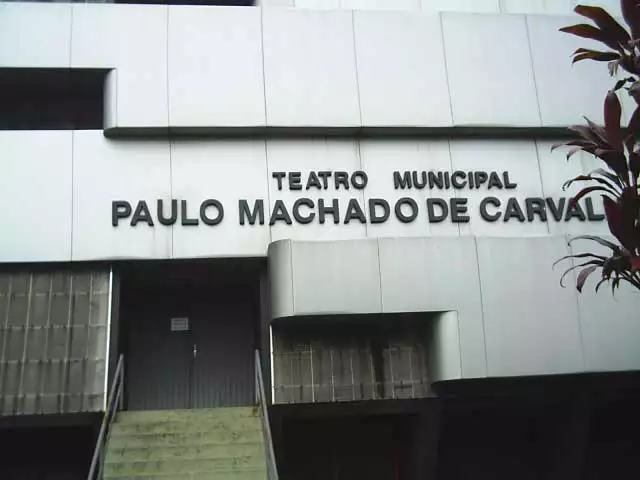 TEATRO MUNICIPAL
PAULO MACHADO DE CARVAL